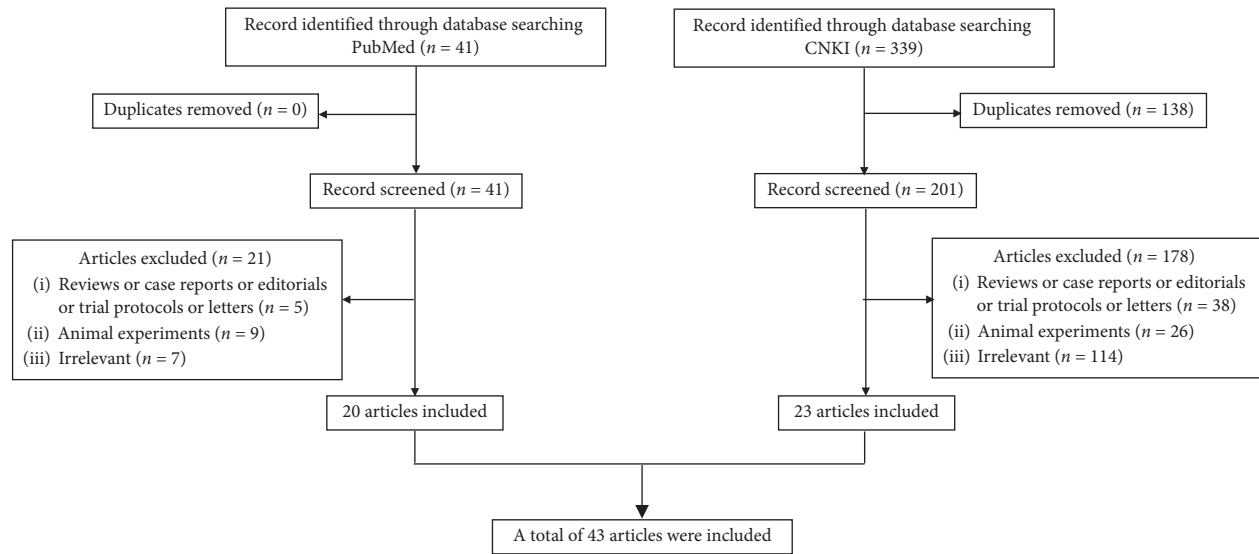 Record identified through database searching
PubMed (n = 41)
Duplicates removed (n = 0)
Record screened (n = 41)
Articles excluded (n = 21)
(i) Reviews or case reports or editorials
or trial protocols or letters (n = 5)
(ii) Animal experiments (n = 9)
(iii) Irrelevant (n = 7)
20 articles included
Record identified through database searching
CNKI (n = 339)
Duplicates removed (n = 138)
Record screened (n = 201)
Articles excluded (n = 178)
(i) Reviews or case reports or editorials
or trial protocols or letters (n = 38)
(ii) Animal experiments (n = 26)
(iii) Irrelevant (n = 114)
23 articles included
A total of 43 articles were included